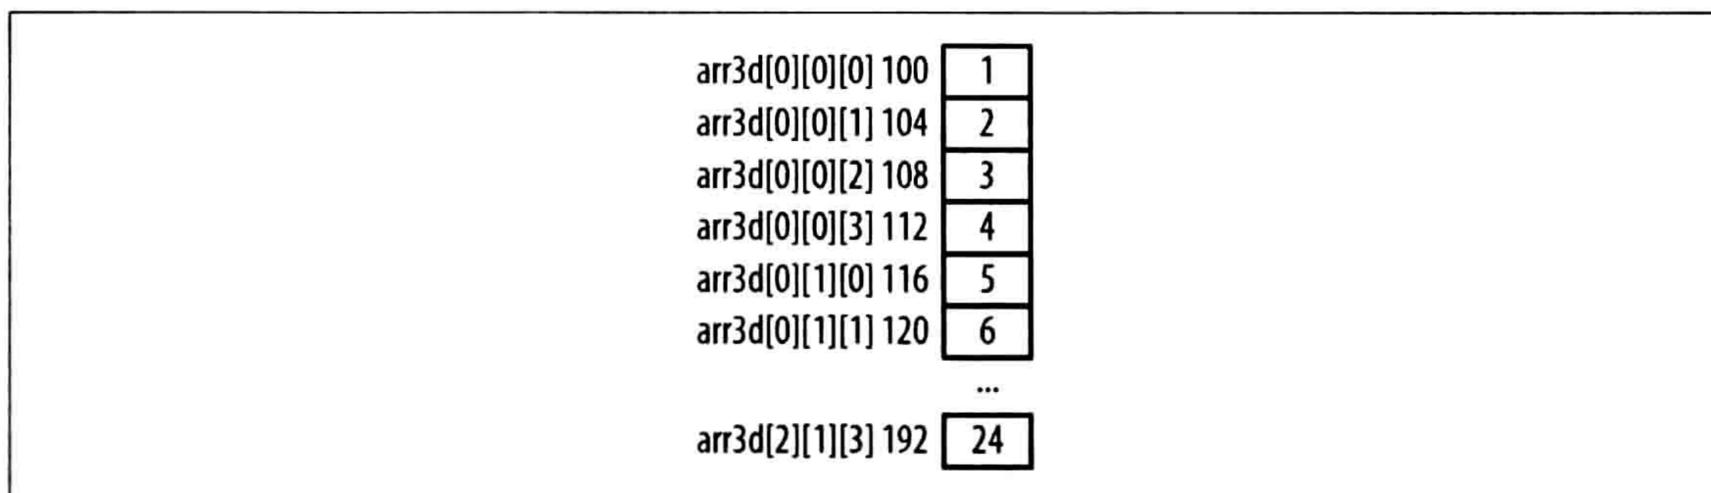 arr3d[0][0][0] 100 1
arr3d[0][0][1] 104 2
arr3d[0][0][2] 108 3
arr3d[0][0][3] 112 4
arr3d[0][1][0] 116 5
arr3d[0][1][1] 120 6
...
arr3d[2][1][3] 192 24